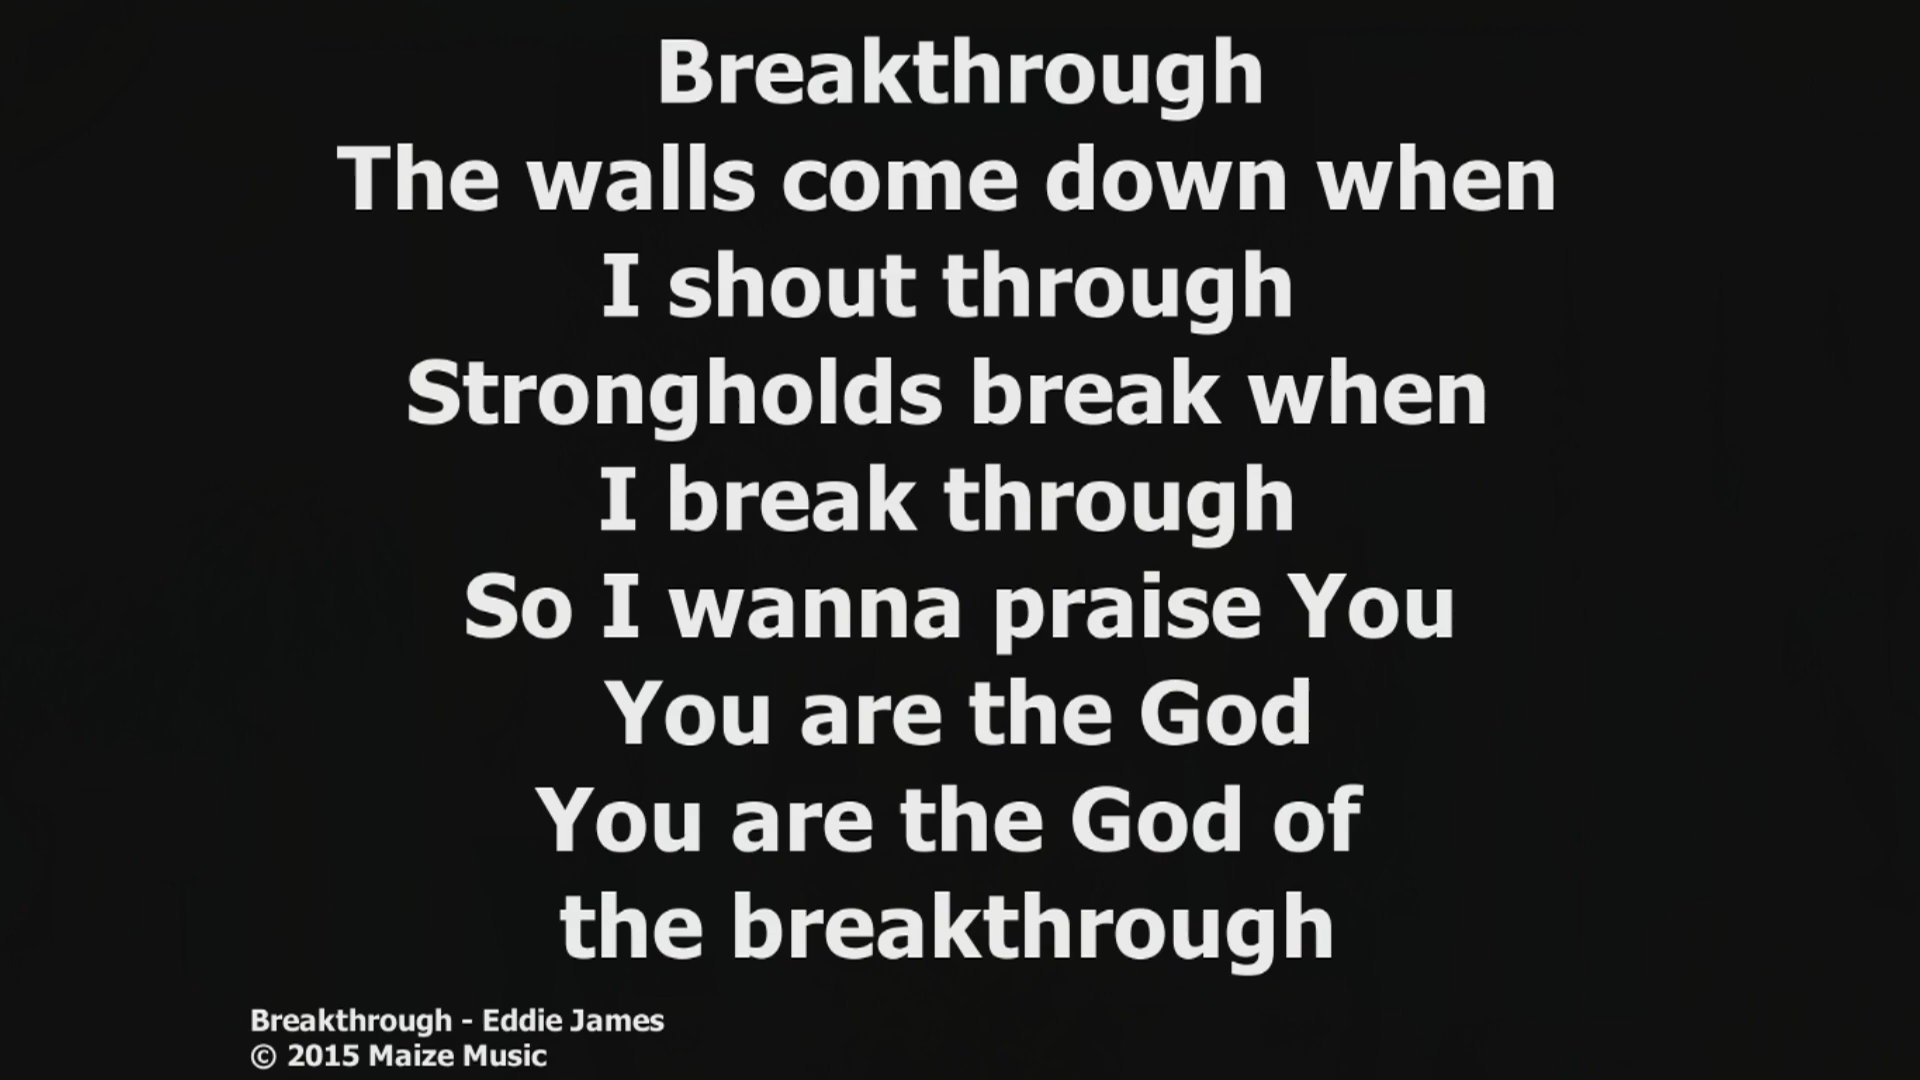 Breakthrough
The walls come down when
I shout through
Strongholds break when
I break through
So I wanna praise You
You are the God
You are the God of
the breakthrough
Breakthrough - Eddie James
© 2015 Maize Music